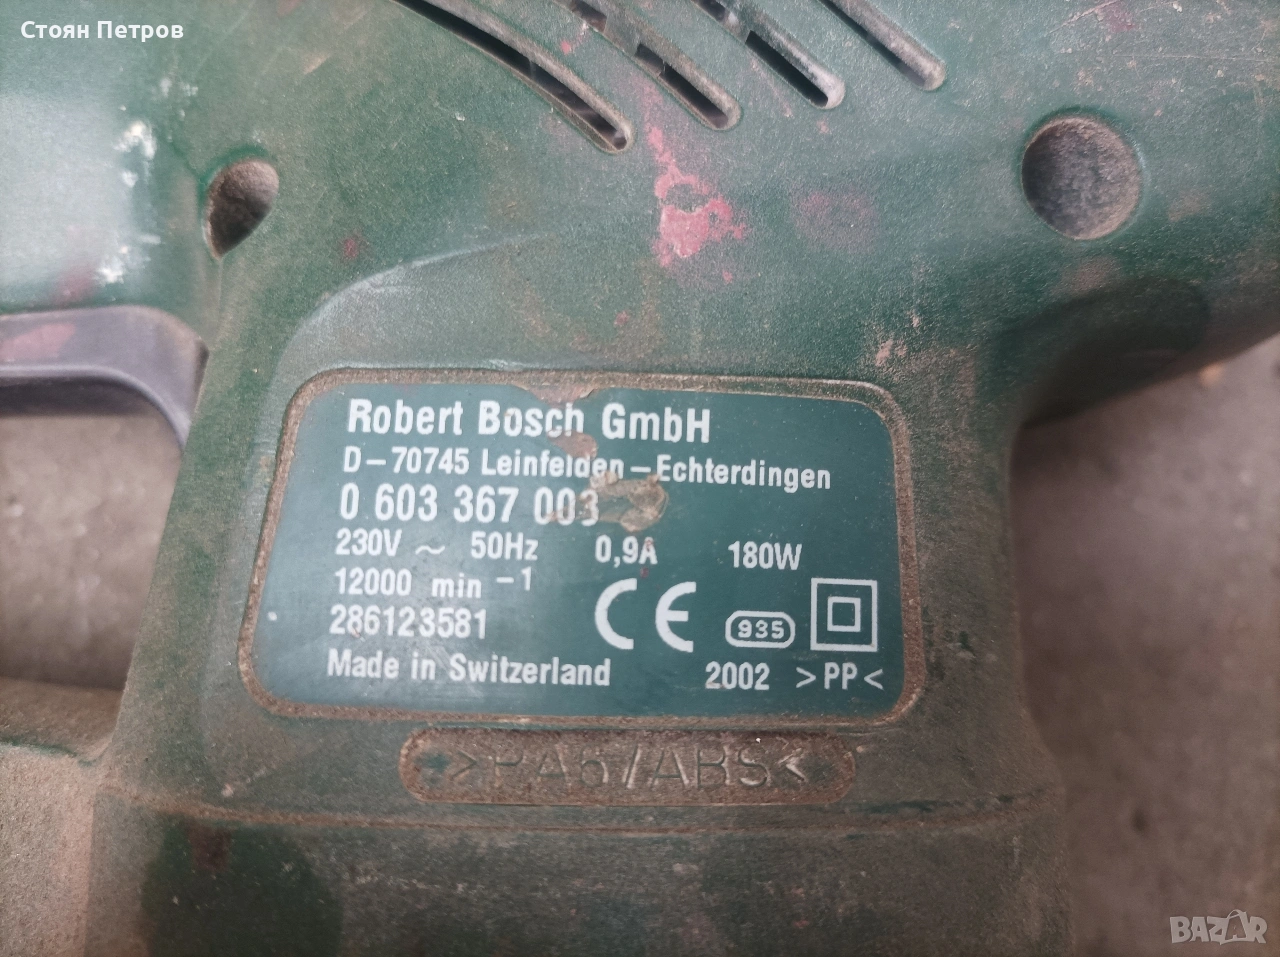 Стоян Петров
Robert Bosch GmbH
D-70745 Leinfelden-Echterdingen
0 603 367 003
230V ~ 50Hz 0,9A 180W
12000 min -1
286123581 CE 935
Made in Switzerland 2002 >PP<
>PA6/ABS<
BAZAR